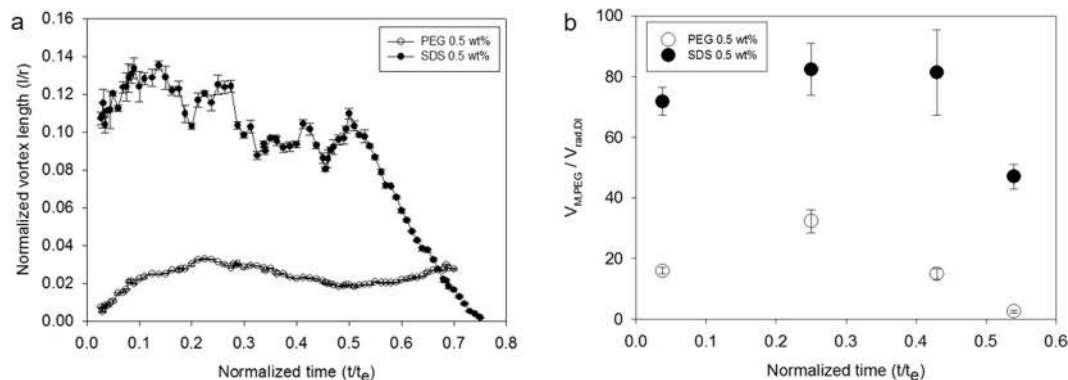 a
0.16
0.14
0.12
0.10
0.08
0.06
0.04
0.02
0.00
Normalized vortex length (l/r)
PEG 0.5 wt%
SDS 0.5 wt%
0.0 0.1 0.2 0.3 0.4 0.5 0.6 0.7 0.8
Normalized time (t/te)
b
100
80
60
40
20
0
VM,PEG / Vrad,DI
PEG 0.5 wt%
SDS 0.5 wt%
0.0 0.1 0.2 0.3 0.4 0.5 0.6
Normalized time (t/te)